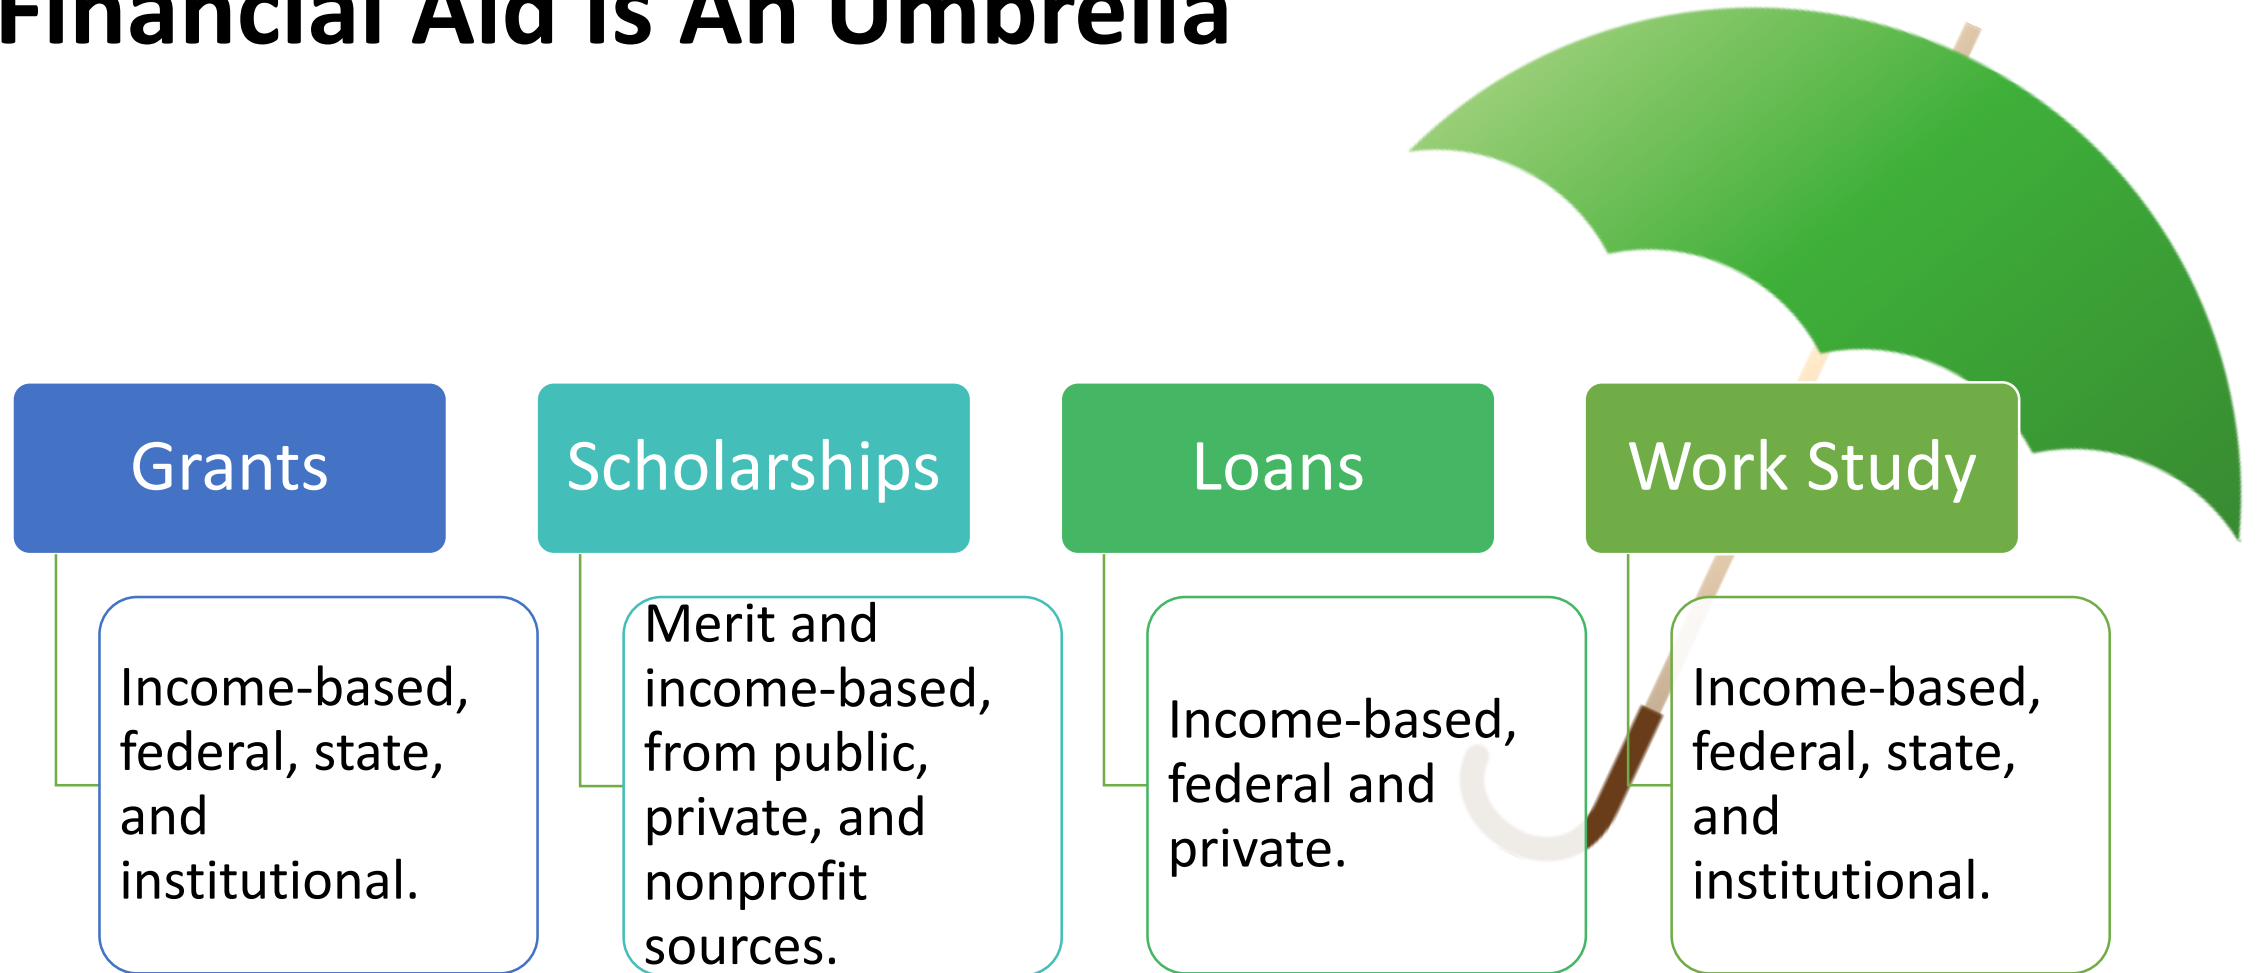 Financial Aid Is An Umbrella
Grants
Income-based,
federal, state,
and
institutional.
Scholarships
Merit and
income-based,
from public,
private, and
nonprofit
sources.
Loans
Income-based,
federal and
private.
Work Study
Income-based,
federal, state,
and
institutional.